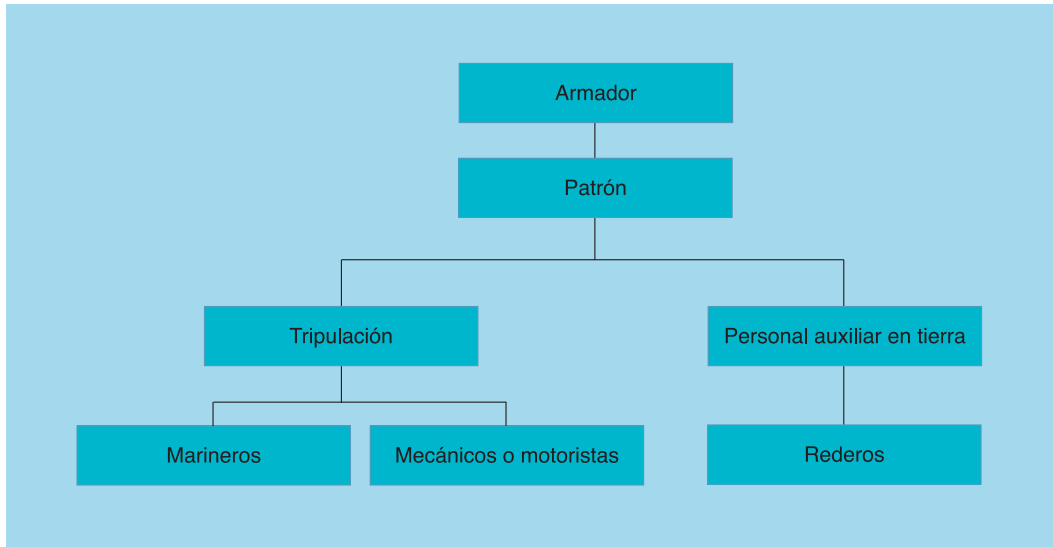 Armador
Patrón
Tripulación
Personal auxiliar en tierra
Marineros
Mecánicos o motoristas
Rederos